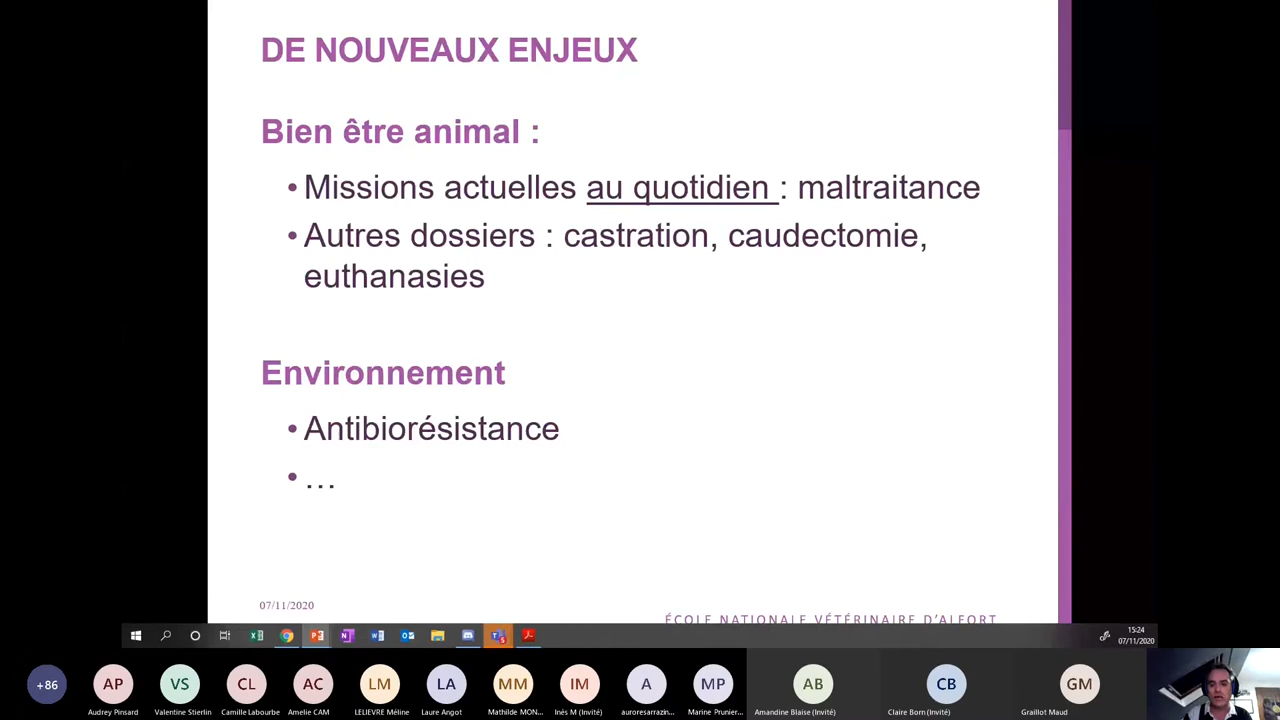 DE NOUVEAUX ENJEUX
Bien être animal :
• Missions actuelles au quotidien : maltraitance
• Autres dossiers : castration, caudectomie,
euthanasies
Environnement
• Antibiorésistance
• …
07/11/2020
ÉCOLE NATIONALE VÉTÉRINAIRE D'ALFORT
15:24
07/11/2020
+86
AP
VS
CL
AC
LM
LA
MM
IM
A
MP
AB
CB
GM
Audrey Pinsard
Valentine Stierlin
Camille Labourbe
Amelie CAM
LELIEVRE Méline
Laure Angot
Mathilde MON...
Inès M (Invité)
auroresarrazin...
Marine Prunier...
Amandine Blaise (Invité)
Claire Born (Invité)
Graillot Maud